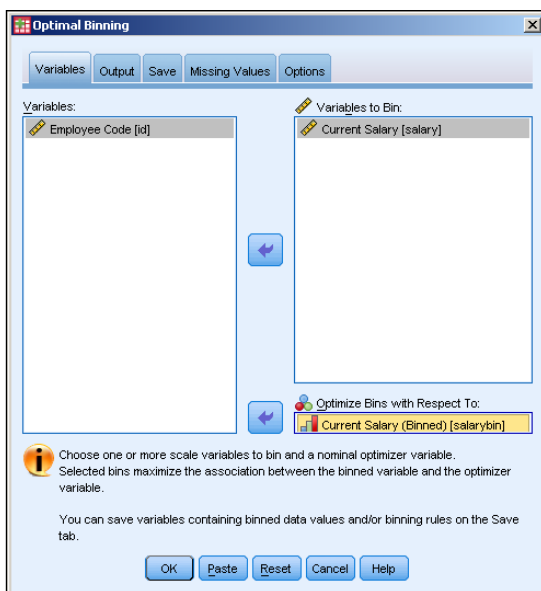 Optimal Binning
Variables Output Save Missing Values Options
Variables:
Employee Code [id]
Variables to Bin:
Current Salary [salary]
Optimize Bins with Respect To:
Current Salary (Binned) [salarybin]
Choose one or more scale variables to bin and a nominal optimizer variable.
Selected bins maximize the association between the binned variable and the optimizer
variable.
You can save variables containing binned data values and/or binning rules on the Save
tab.
OK Paste Reset Cancel Help